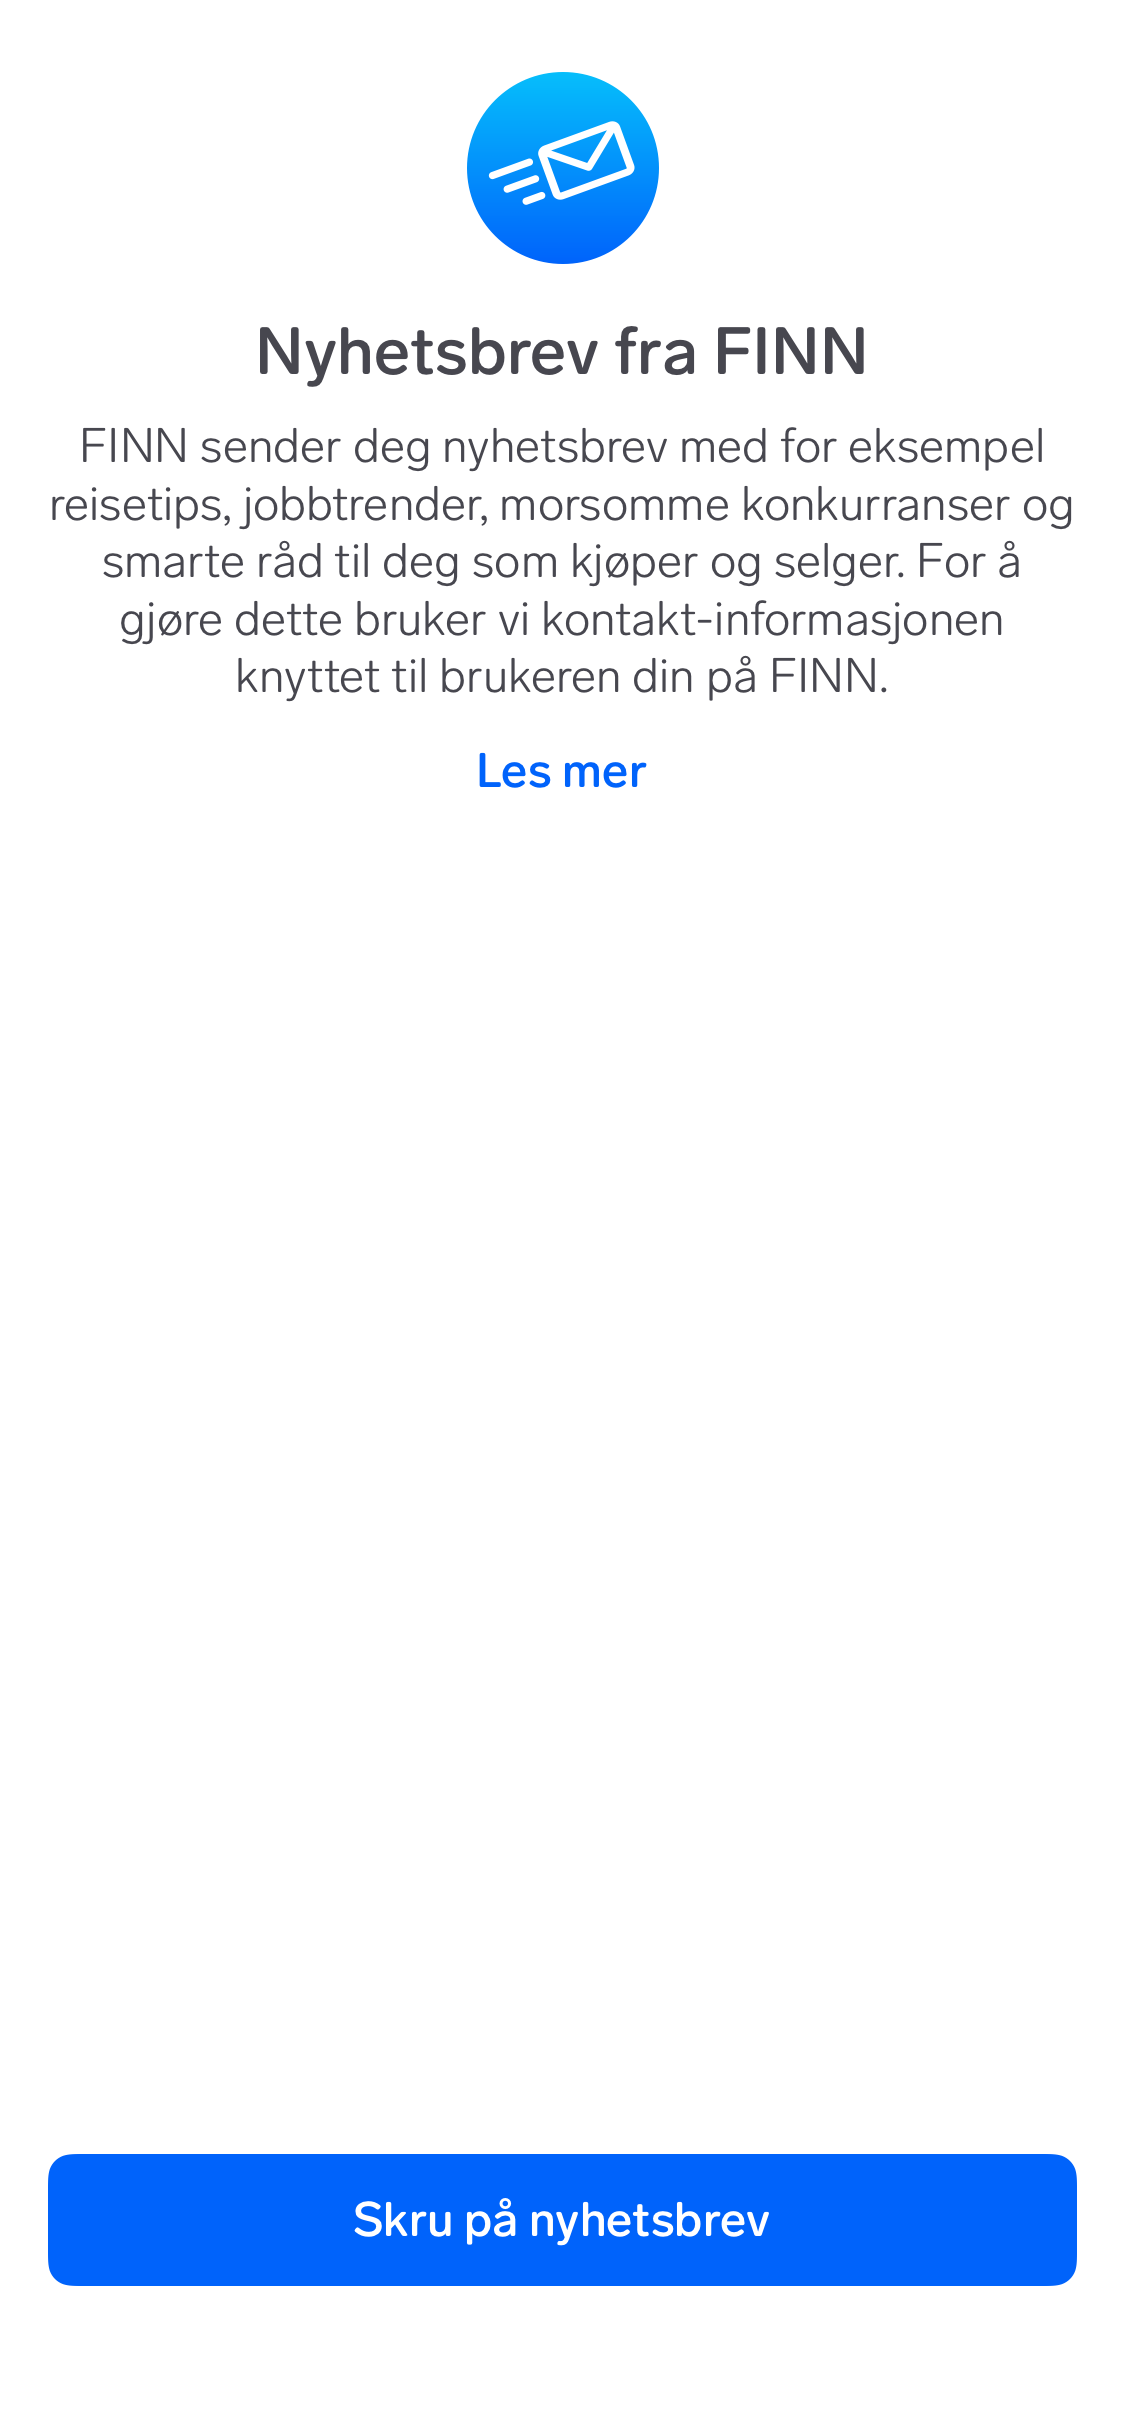 Nyhetsbrev fra FINN
FINN sender deg nyhetsbrev med for eksempel
reisetips, jobbtrender, morsomme konkurranser og
smarte råd til deg som kjøper og selger. For å
gjøre dette bruker vi kontakt-informasjonen
knyttet til brukeren din på FINN.
Les mer
Skru på nyhetsbrev